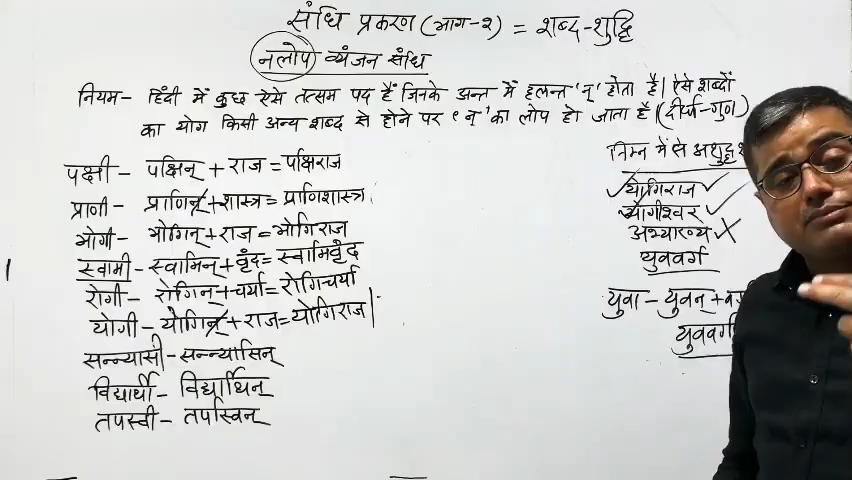 संधि प्रकरण (भाग-२) = शब्द-शुद्धि
नलोप व्यंजन संधि
नियम- हिंदी में कुछ ऐसे तत्सम पद हैं जिनके अन्त में हलन्त 'न्' होता है। ऐसे शब्दों
का योग किसी अन्य शब्द से होने पर 'न्' का लोप हो जाता है। (दीर्घ-गुण)
पक्षी- पक्षिन् + राज = पक्षिराज
प्राणी- प्राणिन् + शास्त्र = प्राणिशास्त्र
भोगी- भोगिन् + राज = भोगिराज
स्वामी- स्वामिन् + वृंद = स्वामिवृंद
रोगी- रोगिन् + चर्या = रोगिचर्या
योगी- योगिन् + राज = योगिराज
सन्न्यासी- सन्न्यासिन्
विद्यार्थी- विद्यार्थिन्
तपस्वी- तपस्विन्
निम्न में से अशुद्ध
योगिराज
योगीश्वर
अभ्यारण्य
युववर्ग
युवा- युवन् +
युववर्ग